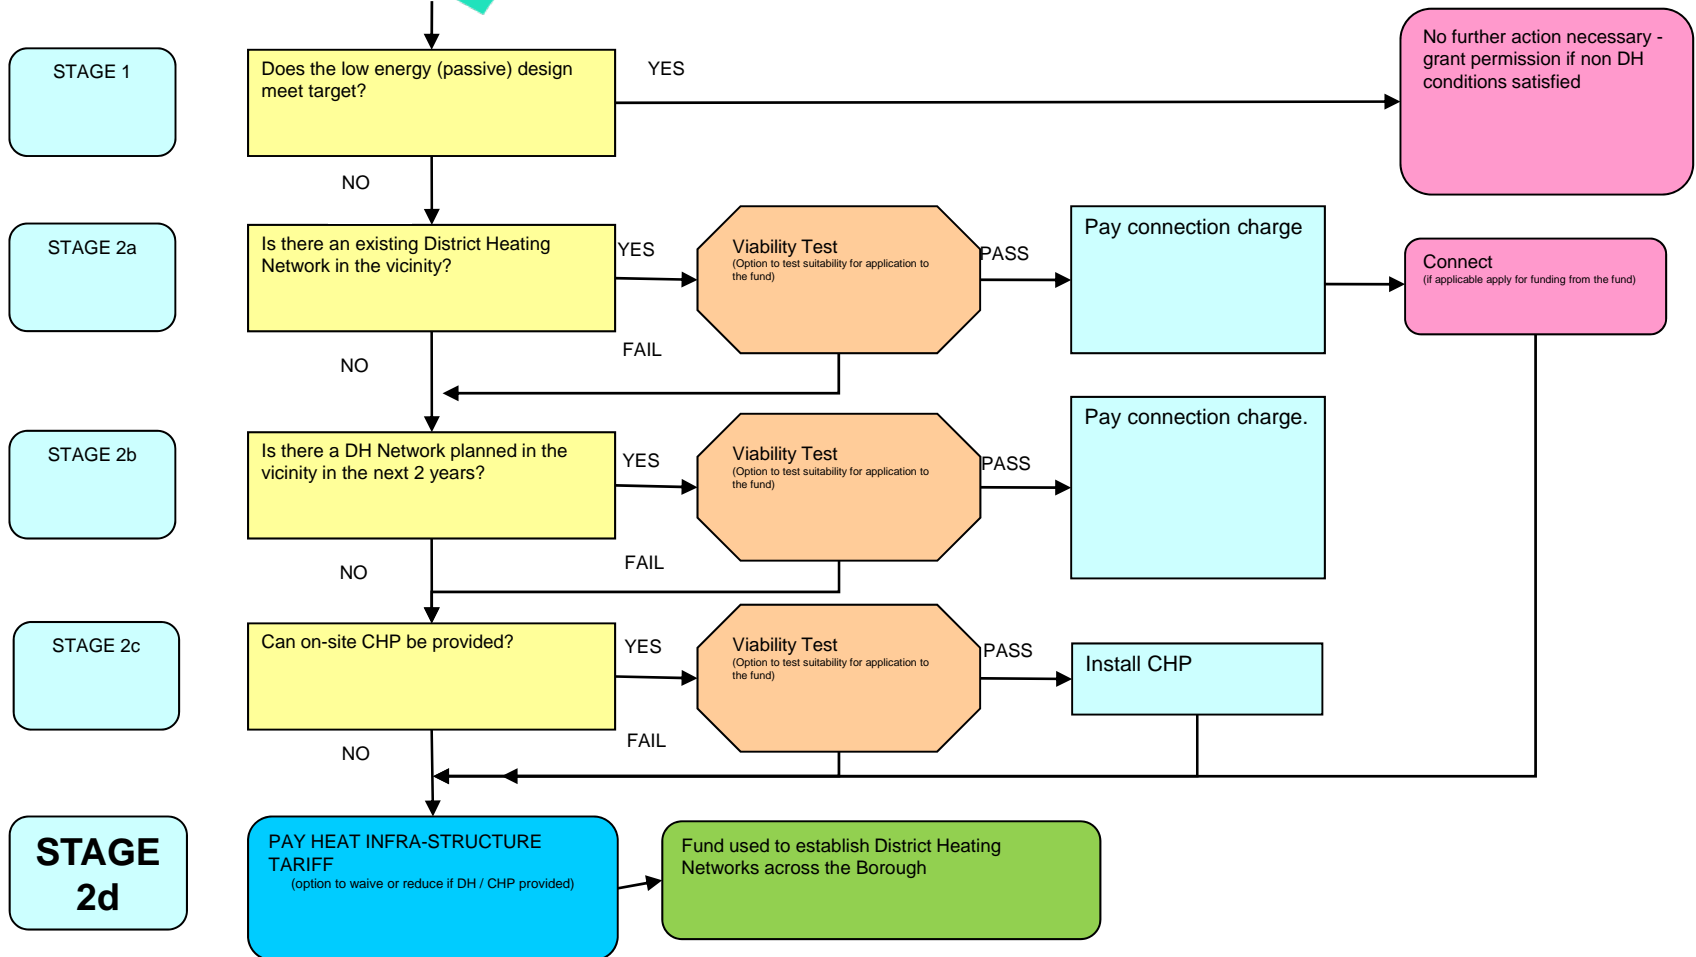 STAGE 1
Does the low energy (passive) design
meet target?
YES
No further action necessary -
grant permission if non DH
conditions satisfied
NO
STAGE 2a
Is there an existing District Heating
Network in the vicinity?
YES
Viability Test
(Option to test suitability for application to
the fund)
PASS
Pay connection charge
Connect
(if applicable apply for funding from the fund)
FAIL
NO
STAGE 2b
Is there a DH Network planned in the
vicinity in the next 2 years?
YES
Viability Test
(Option to test suitability for application to
the fund)
PASS
Pay connection charge.
FAIL
NO
STAGE 2c
Can on-site CHP be provided?
YES
Viability Test
(Option to test suitability for application to
the fund)
PASS
Install CHP
FAIL
NO
STAGE
2d
PAY HEAT INFRA-STRUCTURE
TARIFF
(option to waive or reduce if DH / CHP provided)
Fund used to establish District Heating
Networks across the Borough